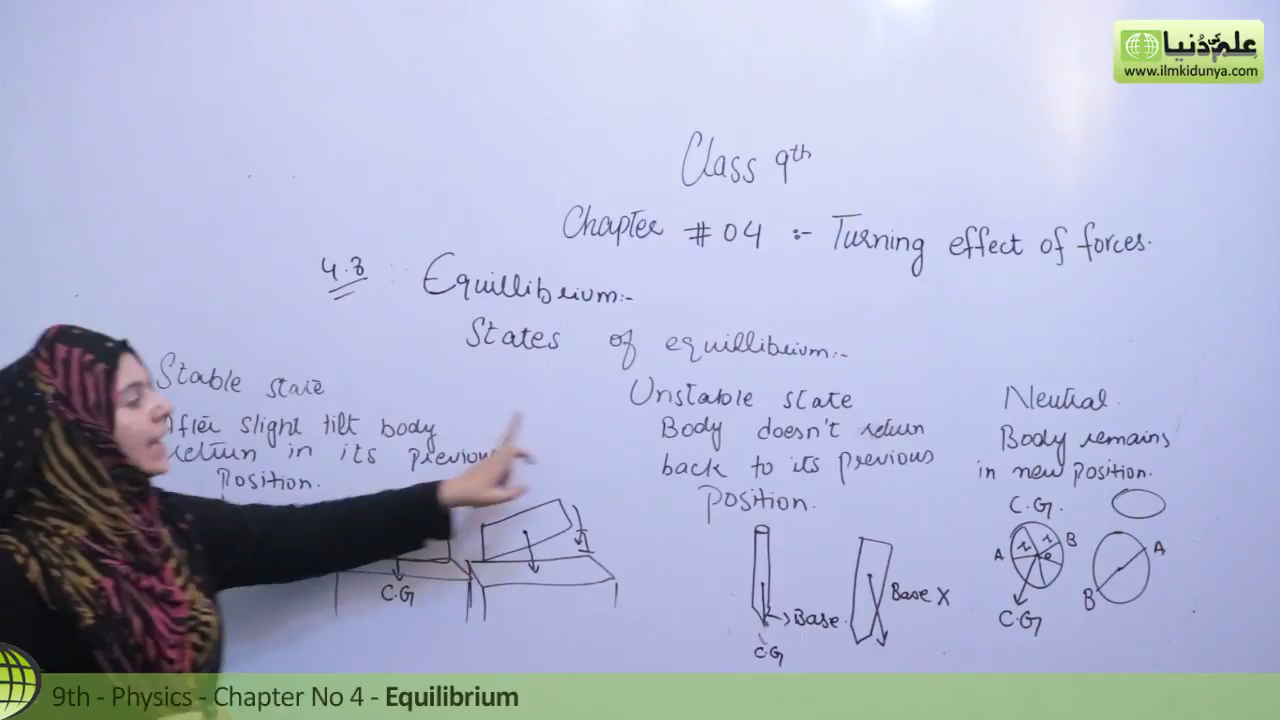 علم کی دنیا
www.ilmkidunya.com
Class 9th
Chapter # 04 :- Turning effect of forces.
4.3 Equillibrium:-
States of equillibrium:-
Stable state
After slight tilt body
return in its previous
Position.
C.G
Unstable state
Body doesn't return
back to its previous
position.
Base
C.G
Base X
Neutral
Body remains
in new position.
C.G.
A
B
C.G
A
B
9th - Physics - Chapter No 4 - Equilibrium